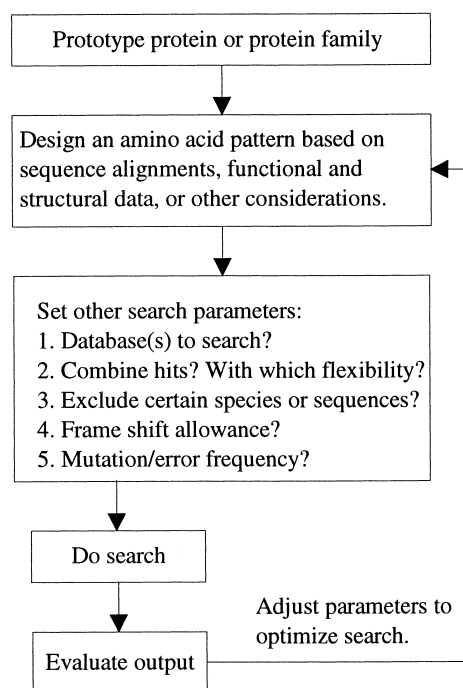 Prototype protein or protein family
Design an amino acid pattern based on
sequence alignments, functional and
structural data, or other considerations.
Set other search parameters:
1. Database(s) to search?
2. Combine hits? With which flexibility?
3. Exclude certain species or sequences?
4. Frame shift allowance?
5. Mutation/error frequency?
Do search
Adjust parameters to
optimize search.
Evaluate output